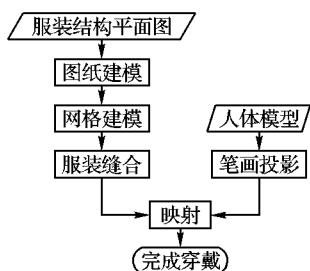 服装结构平面图
图纸建模
网格建模
人体模型
服装缝合
笔画投影
映射
完成穿戴